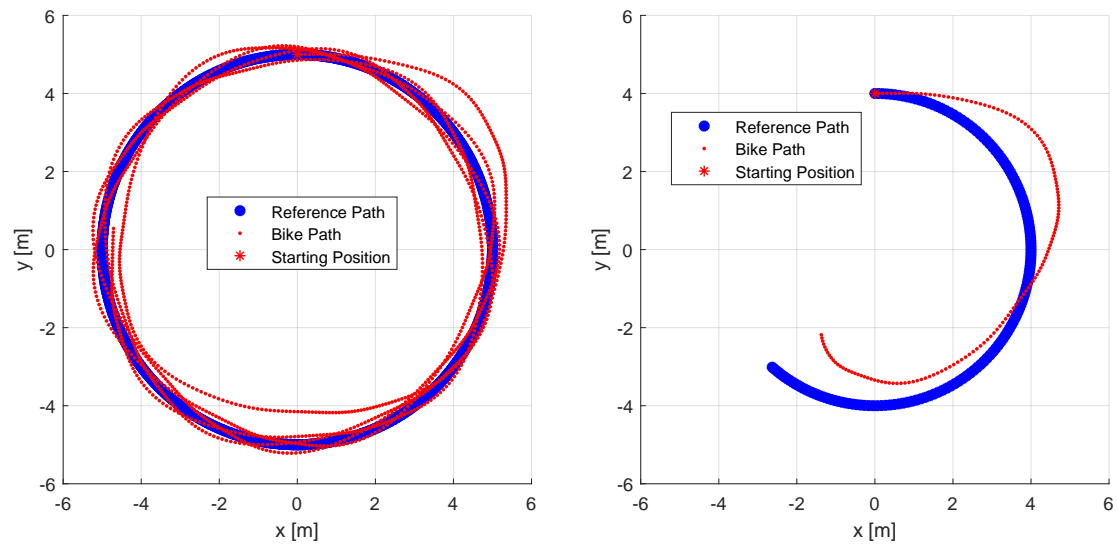 6
4
2
0
-2
-4
-6
y [m]
-6 -4 -2 0 2 4 6
x [m]
Reference Path
Bike Path
Starting Position
6
4
2
0
-2
-4
-6
y [m]
-6 -4 -2 0 2 4 6
x [m]
Reference Path
Bike Path
Starting Position